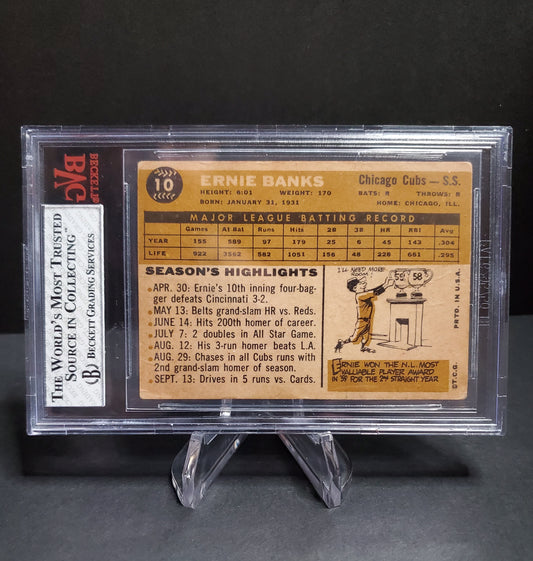 10
ERNIE BANKS
HEIGHT: 6:01 WEIGHT: 170
BORN: JANUARY 31, 1931
Chicago Cubs — S.S.
BATS: R THROWS: R
HOME: CHICAGO, ILL.
MAJOR LEAGUE BATTING RECORD
Games At Bat Runs Hits 2B 3B HR RBI Avg.
YEAR 155 589 97 179 25 6 45 143 .304
LIFE 922 3562 582 1051 156 48 228 661 .295
SEASON'S HIGHLIGHTS
• APR. 30: Ernie's 10th inning four-bag-
ger defeats Cincinnati 3-2.
• MAY 13: Belts grand-slam HR vs. Reds.
• JUNE 14: Hits 200th homer of career.
• JULY 7: 2 doubles in All Star Game.
• AUG. 12: His 3-run homer beats L.A.
• AUG. 29: Chases in all Cubs runs with
2nd grand-slam homer of season.
• SEPT. 13: Drives in 5 runs vs. Cards.
I'LL NEED MORE
ROOM!
59 58
ERNIE WON THE N.L. MOST
VALUABLE PLAYER AWARD
IN '59 FOR THE 2nd STRAIGHT YEAR
©T.C.G. PRTD. IN U.S.A.
BECKETT
BVG
THE WORLD'S MOST TRUSTED
SOURCE IN COLLECTING™
B BECKETT GRADING SERVICES